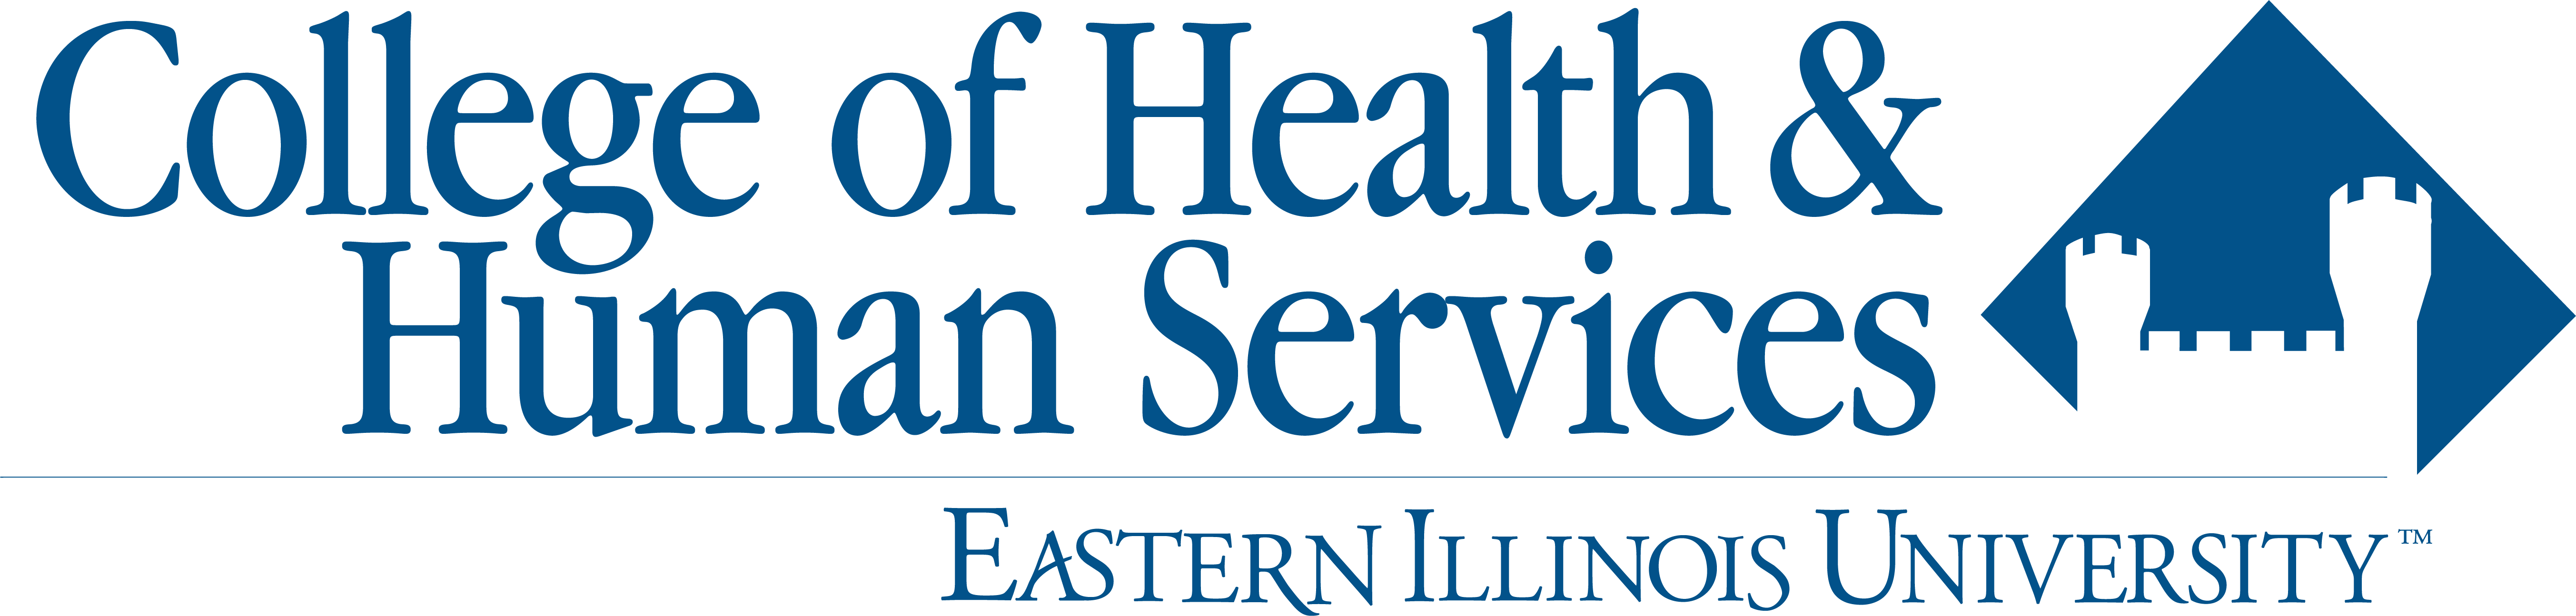 College of Health &
Human Services
EASTERN ILLINOIS UNIVERSITY™